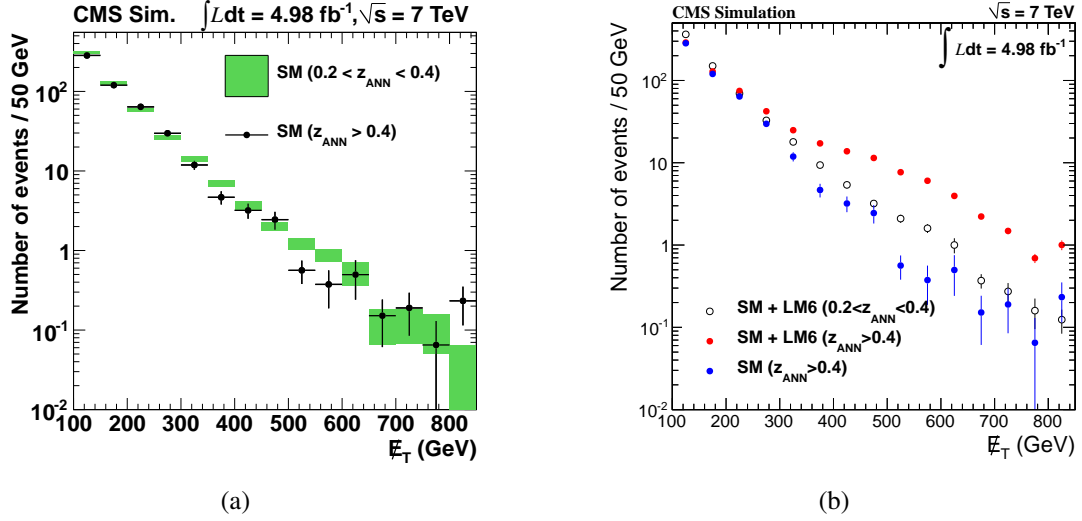 CMS Sim. ∫Ldt = 4.98 fb⁻¹, √s = 7 TeV
Number of events / 50 GeV
10²
10
1
10⁻¹
10⁻²
SM (0.2 < z_ANN < 0.4)
SM (z_ANN > 0.4)
100 200 300 400 500 600 700 800
E̸_T (GeV)
(a)
CMS Simulation √s = 7 TeV
∫ Ldt = 4.98 fb⁻¹
Number of events / 50 GeV
10²
10
1
10⁻¹
10⁻²
SM + LM6 (0.2<z_ANN<0.4)
SM + LM6 (z_ANN>0.4)
SM (z_ANN>0.4)
100 200 300 400 500 600 700 800
E̸_T (GeV)
(b)